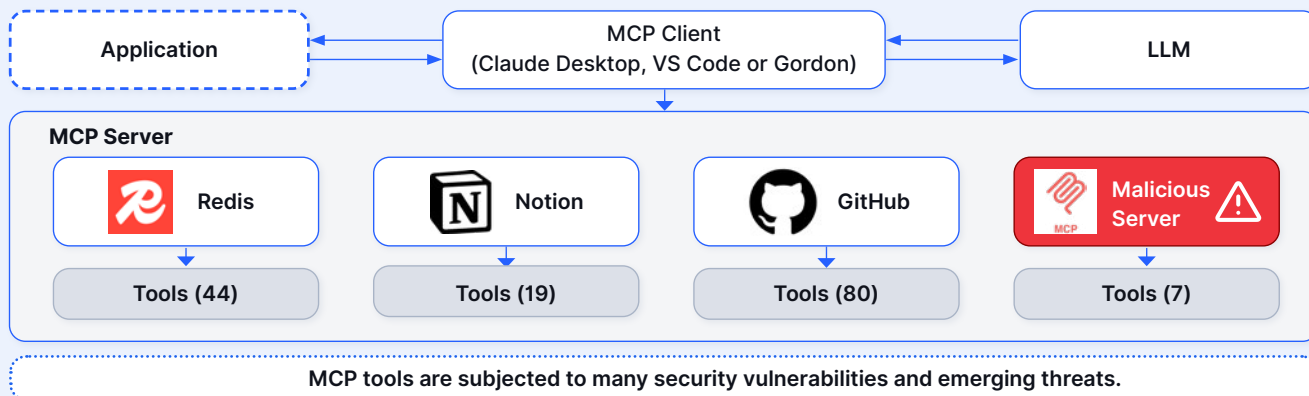 Application
MCP Client
(Claude Desktop, VS Code or Gordon)
LLM
MCP Server
Redis
N
Notion
GitHub
MCP
Malicious
Server
Tools (44)
Tools (19)
Tools (80)
Tools (7)
MCP tools are subjected to many security vulnerabilities and emerging threats.